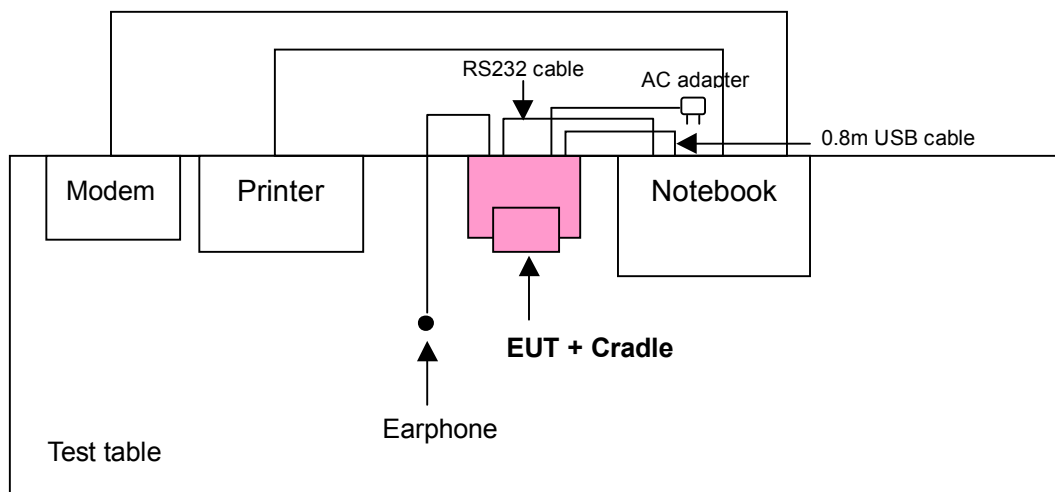 RS232 cable
AC adapter
0.8m USB cable
Modem
Printer
Notebook
EUT + Cradle
Earphone
Test table